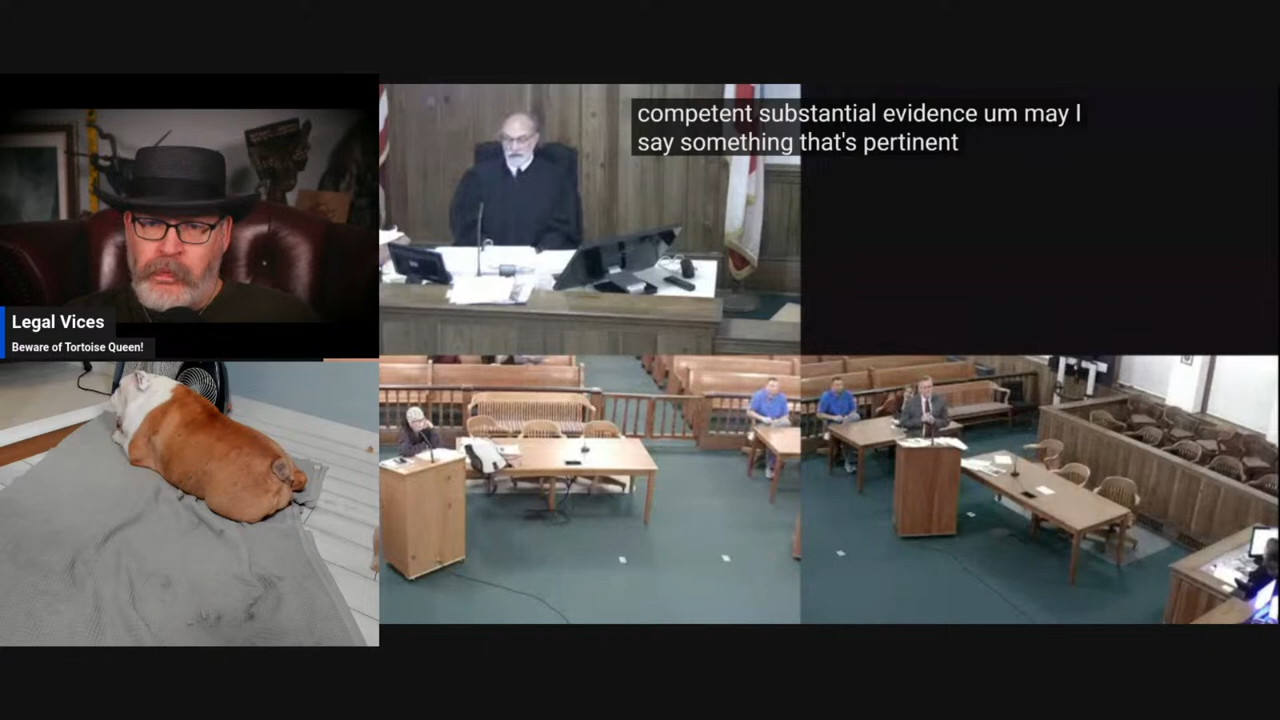 competent substantial evidence um may I
say something that's pertinent
Legal Vices
Beware of Tortoise Queen!